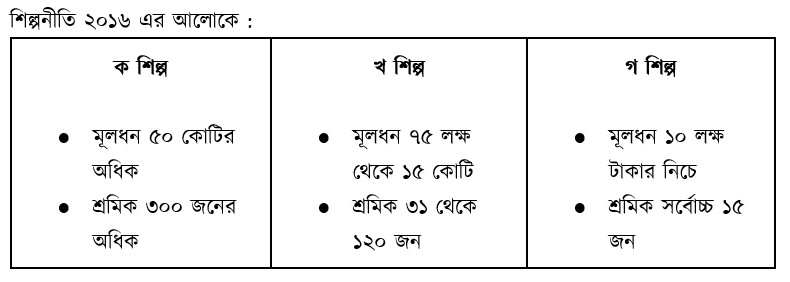 শিল্পনীতি ২০১৬ এর আলোকে :
ক শিল্প
খ শিল্প
গ শিল্প
● মূলধন ৫০ কোটির
অধিক
● শ্রমিক ৩০০ জনের
অধিক
● মূলধন ৭৫ লক্ষ
থেকে ১৫ কোটি
● শ্রমিক ৩১ থেকে
১২০ জন
● মূলধন ১০ লক্ষ
টাকার নিচে
● শ্রমিক সর্বোচ্চ ১৫
জন